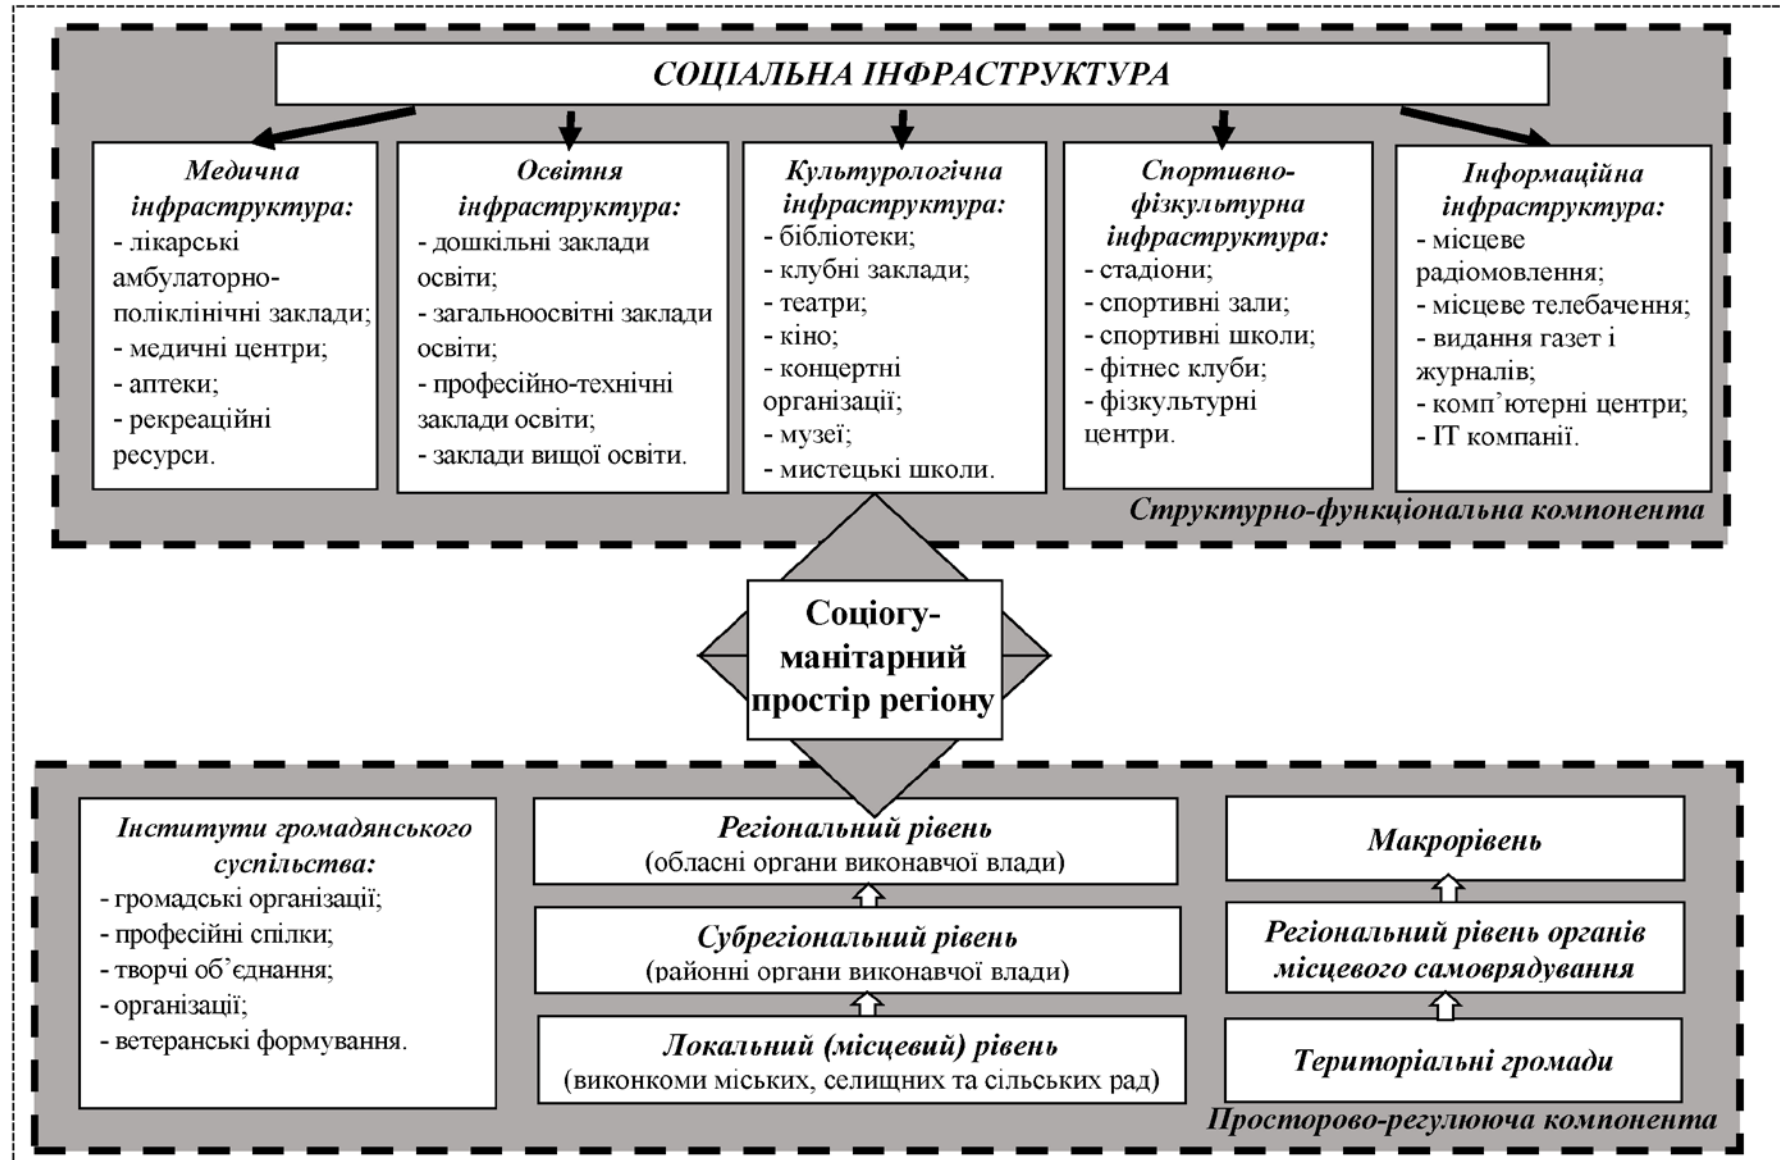 СОЦІАЛЬНА ІНФРАСТРУКТУРА
Медична
інфраструктура:
- лікарські
амбулаторно-
поліклінічні заклади;
- медичні центри;
- аптеки;
- рекреаційні
ресурси.
Освітня
інфраструктура:
- дошкільні заклади
освіти;
- загальноосвітні заклади
освіти;
- професійно-технічні
заклади освіти;
- заклади вищої освіти.
Культурологічна
інфраструктура:
- бібліотеки;
- клубні заклади;
- театри;
- кіно;
- концертні
організації;
- музеї;
- мистецькі школи.
Спортивно-
фізкультурна
інфраструктура:
- стадіони;
- спортивні зали;
- спортивні школи;
- фітнес клуби;
- фізкультурні
центри.
Інформаційна
інфраструктура:
- місцеве
радіомовлення;
- місцеве телебачення;
- видання газет і
журналів;
- комп’ютерні центри;
- ІТ компанії.
Структурно-функціональна компонента
Соціогу-
манітарний
простір регіону
Інститути громадянського
суспільства:
- громадські організації;
- професійні спілки;
- творчі об’єднання;
- організації;
- ветеранські формування.
Регіональний рівень
(обласні органи виконавчої влади)
Субрегіональний рівень
(районні органи виконавчої влади)
Локальний (місцевий) рівень
(виконкоми міських, селищних та сільських рад)
Макрорівень
Регіональний рівень органів
місцевого самоврядування
Територіальні громади
Просторово-регулююча компонента